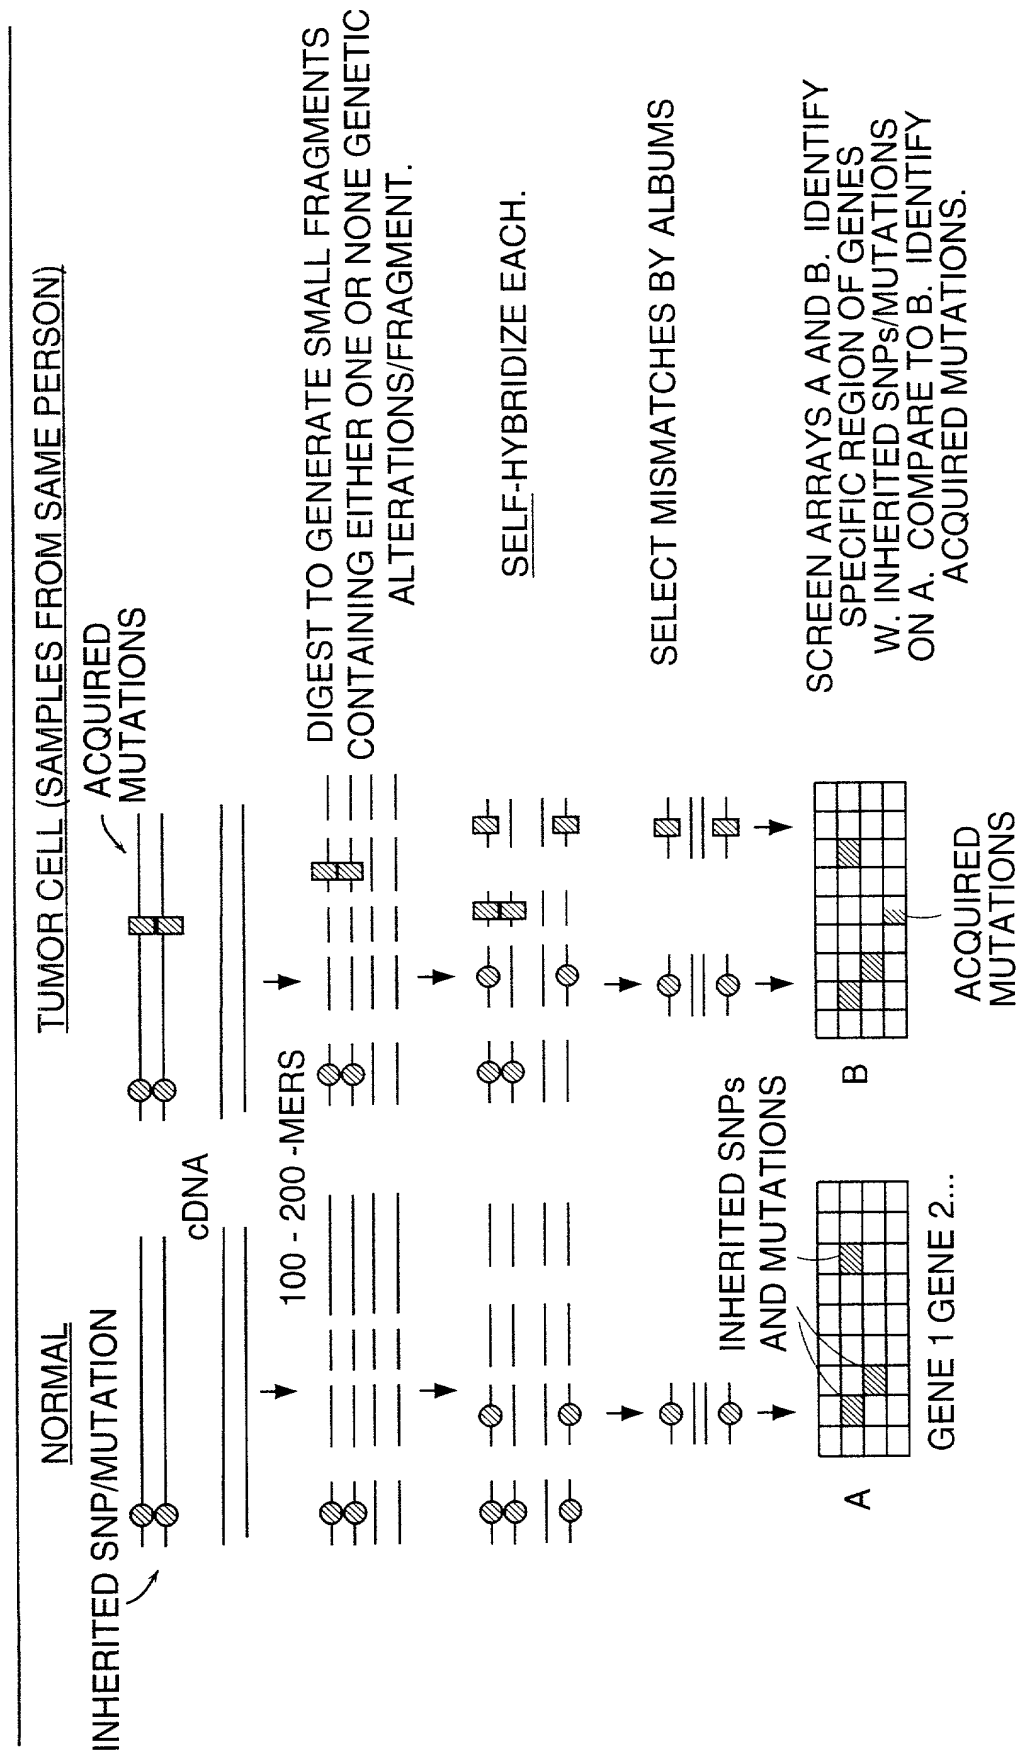 NORMAL
TUMOR CELL (SAMPLES FROM SAME PERSON)
INHERITED SNP/MUTATION
ACQUIRED
MUTATIONS
cDNA
100 - 200 -MERS
DIGEST TO GENERATE SMALL FRAGMENTS
CONTAINING EITHER ONE OR NONE GENETIC
ALTERATIONS/FRAGMENT.
SELF-HYBRIDIZE EACH.
SELECT MISMATCHES BY ALBUMS
INHERITED SNPs
AND MUTATIONS
SCREEN ARRAYS A AND B. IDENTIFY
SPECIFIC REGION OF GENES
W. INHERITED SNPs/MUTATIONS
ON A. COMPARE TO B. IDENTIFY
ACQUIRED MUTATIONS.
A
B
GENE 1 GENE 2...
ACQUIRED
MUTATIONS